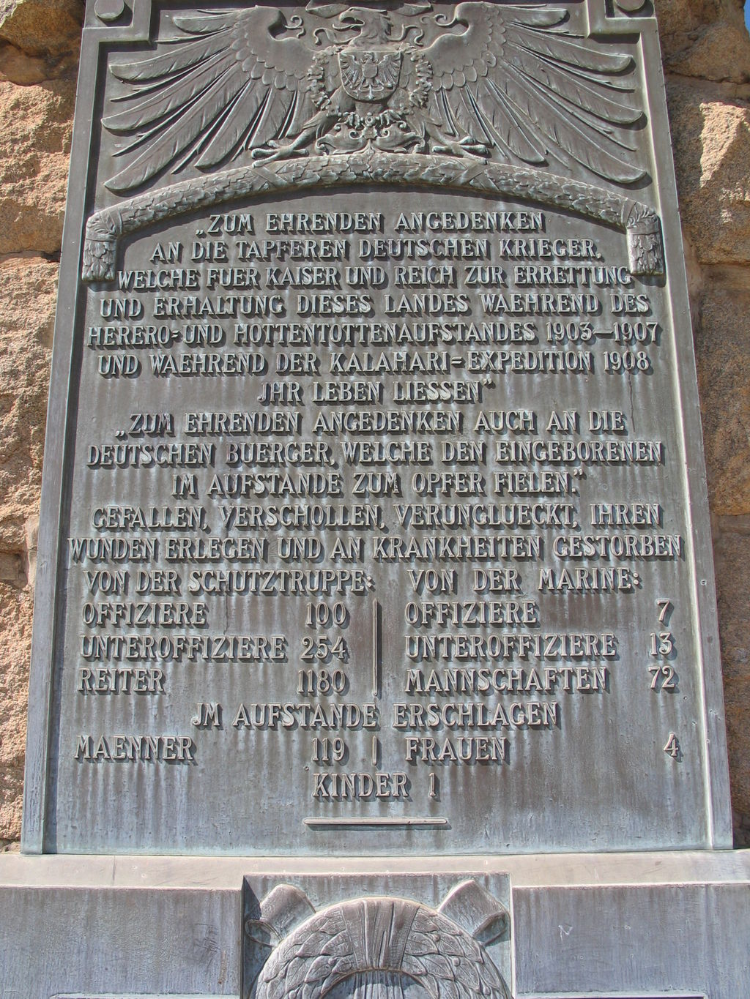 „ZUM EHRENDEN ANGEDENKEN
AN DIE TAPFEREN DEUTSCHEN KRIEGER,
WELCHE FUER KAISER UND REICH ZUR ERRETTUNG
UND ERHALTUNG DIESES LANDES WAEHREND DES
HERERO=UND HOTTENTOTTENAUFSTANDES 1903—1907
UND WAEHREND DER KALAHARI=EXPEDITION 1908
JHR LEBEN LIESSEN“
„ZUM EHRENDEN ANGEDENKEN AUCH AN DIE
DEUTSCHEN BUERGER, WELCHE DEN EINGEBORENEN
IM AUFSTANDE ZUM OPFER FIELEN.“
GEFALLEN, VERSCHOLLEN, VERUNGLUECKT, IHREN
WUNDEN ERLEGEN UND AN KRANKHEITEN GESTORBEN
VON DER SCHUTZTRUPPE: VON DER MARINE:
OFFIZIERE 100 OFFIZIERE 7
UNTEROFFIZIERE 254 UNTEROFFIZIERE 13
REITER 1180 MANNSCHAFTEN 72
JM AUFSTANDE ERSCHLAGEN:
MAENNER 119 FRAUEN 4
KINDER 1